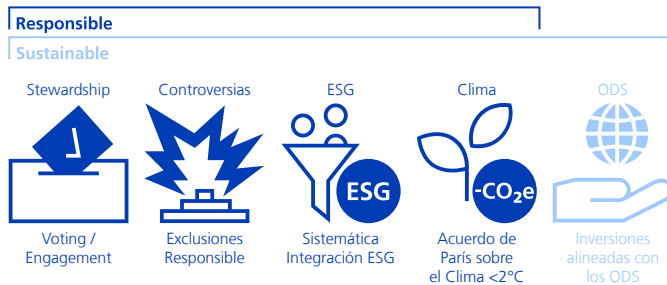 Responsible
Sustainable
Stewardship
Controversias
ESG
Clima
ODS
ESG
-CO₂e
Voting /
Engagement
Exclusiones
Responsible
Sistemática
Integración ESG
Acuerdo de
París sobre
el Clima <2°C
Inversiones
alineadas con
los ODS